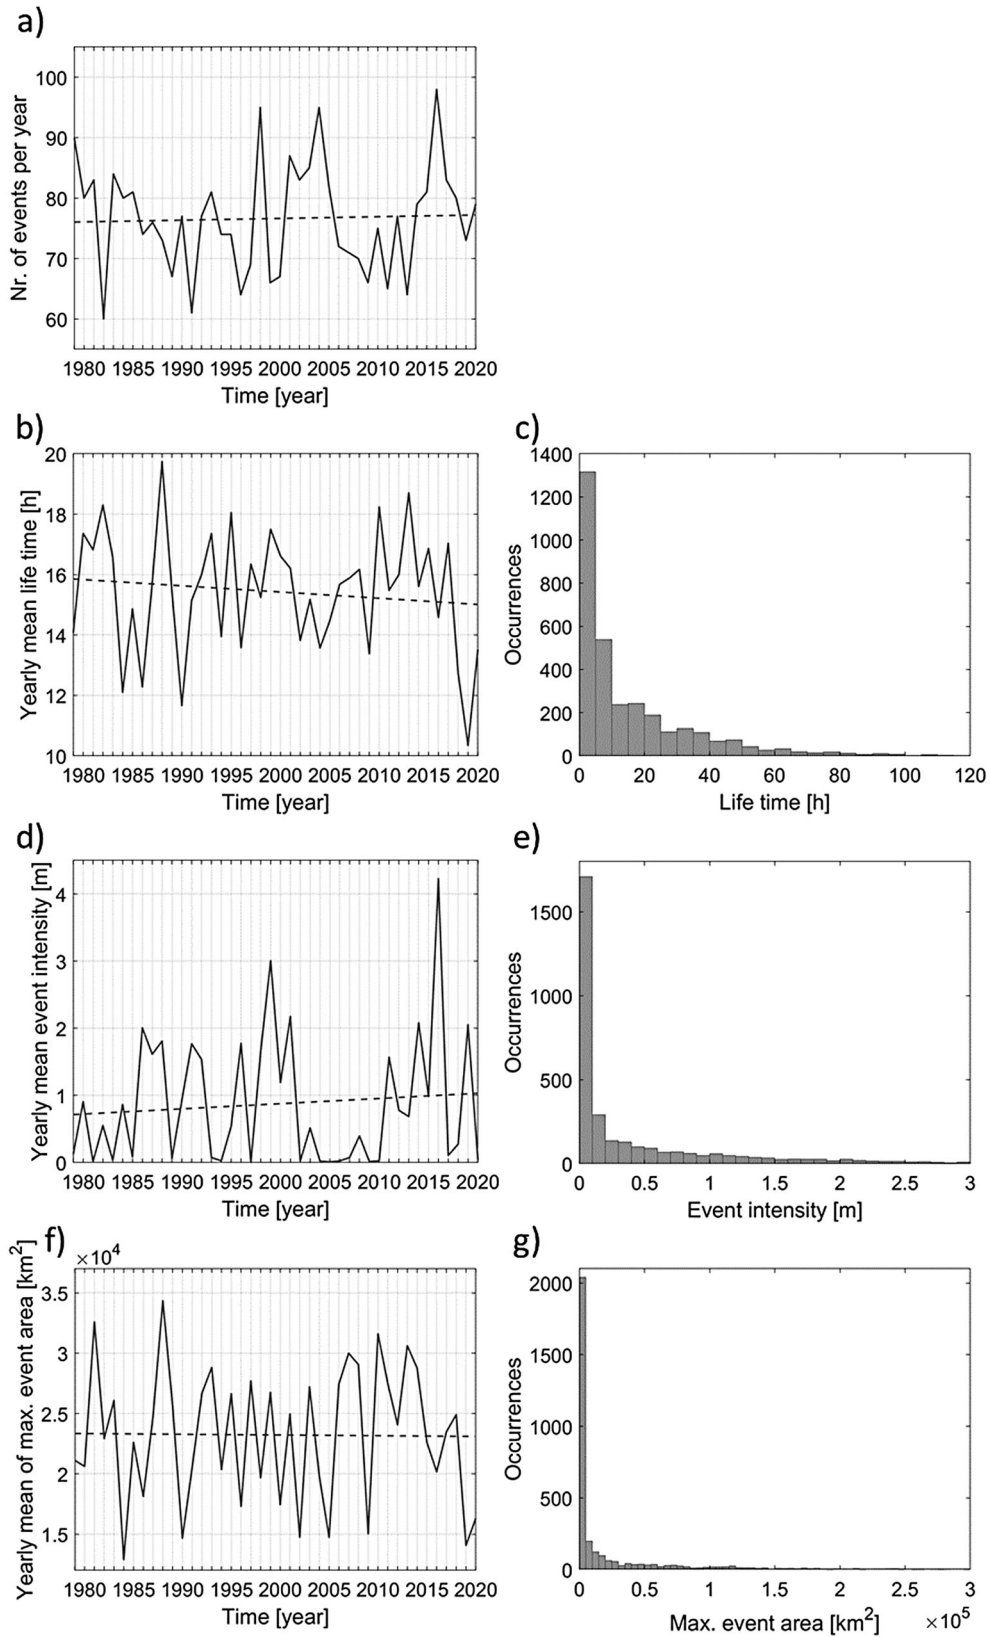 a)
Nr. of events per year
100
90
80
70
60
1980 1985 1990 1995 2000 2005 2010 2015 2020
Time [year]
b)
Yearly mean life time [h]
20
18
16
14
12
10
1980 1985 1990 1995 2000 2005 2010 2015 2020
Time [year]
c)
Occurrences
1400
1200
1000
800
600
400
200
0
0 20 40 60 80 100 120
Life time [h]
d)
Yearly mean event intensity [m]
4
3
2
1
0
1980 1985 1990 1995 2000 2005 2010 2015 2020
Time [year]
e)
Occurrences
1500
1000
500
0
0 0.5 1 1.5 2 2.5 3
Event intensity [m]
f)
Yearly mean of max. event area [km²]
×10⁴
3.5
3
2.5
2
1.5
1980 1985 1990 1995 2000 2005 2010 2015 2020
Time [year]
g)
Occurrences
2000
1500
1000
500
0
0 0.5 1 1.5 2 2.5 3
Max. event area [km²]
×10⁵